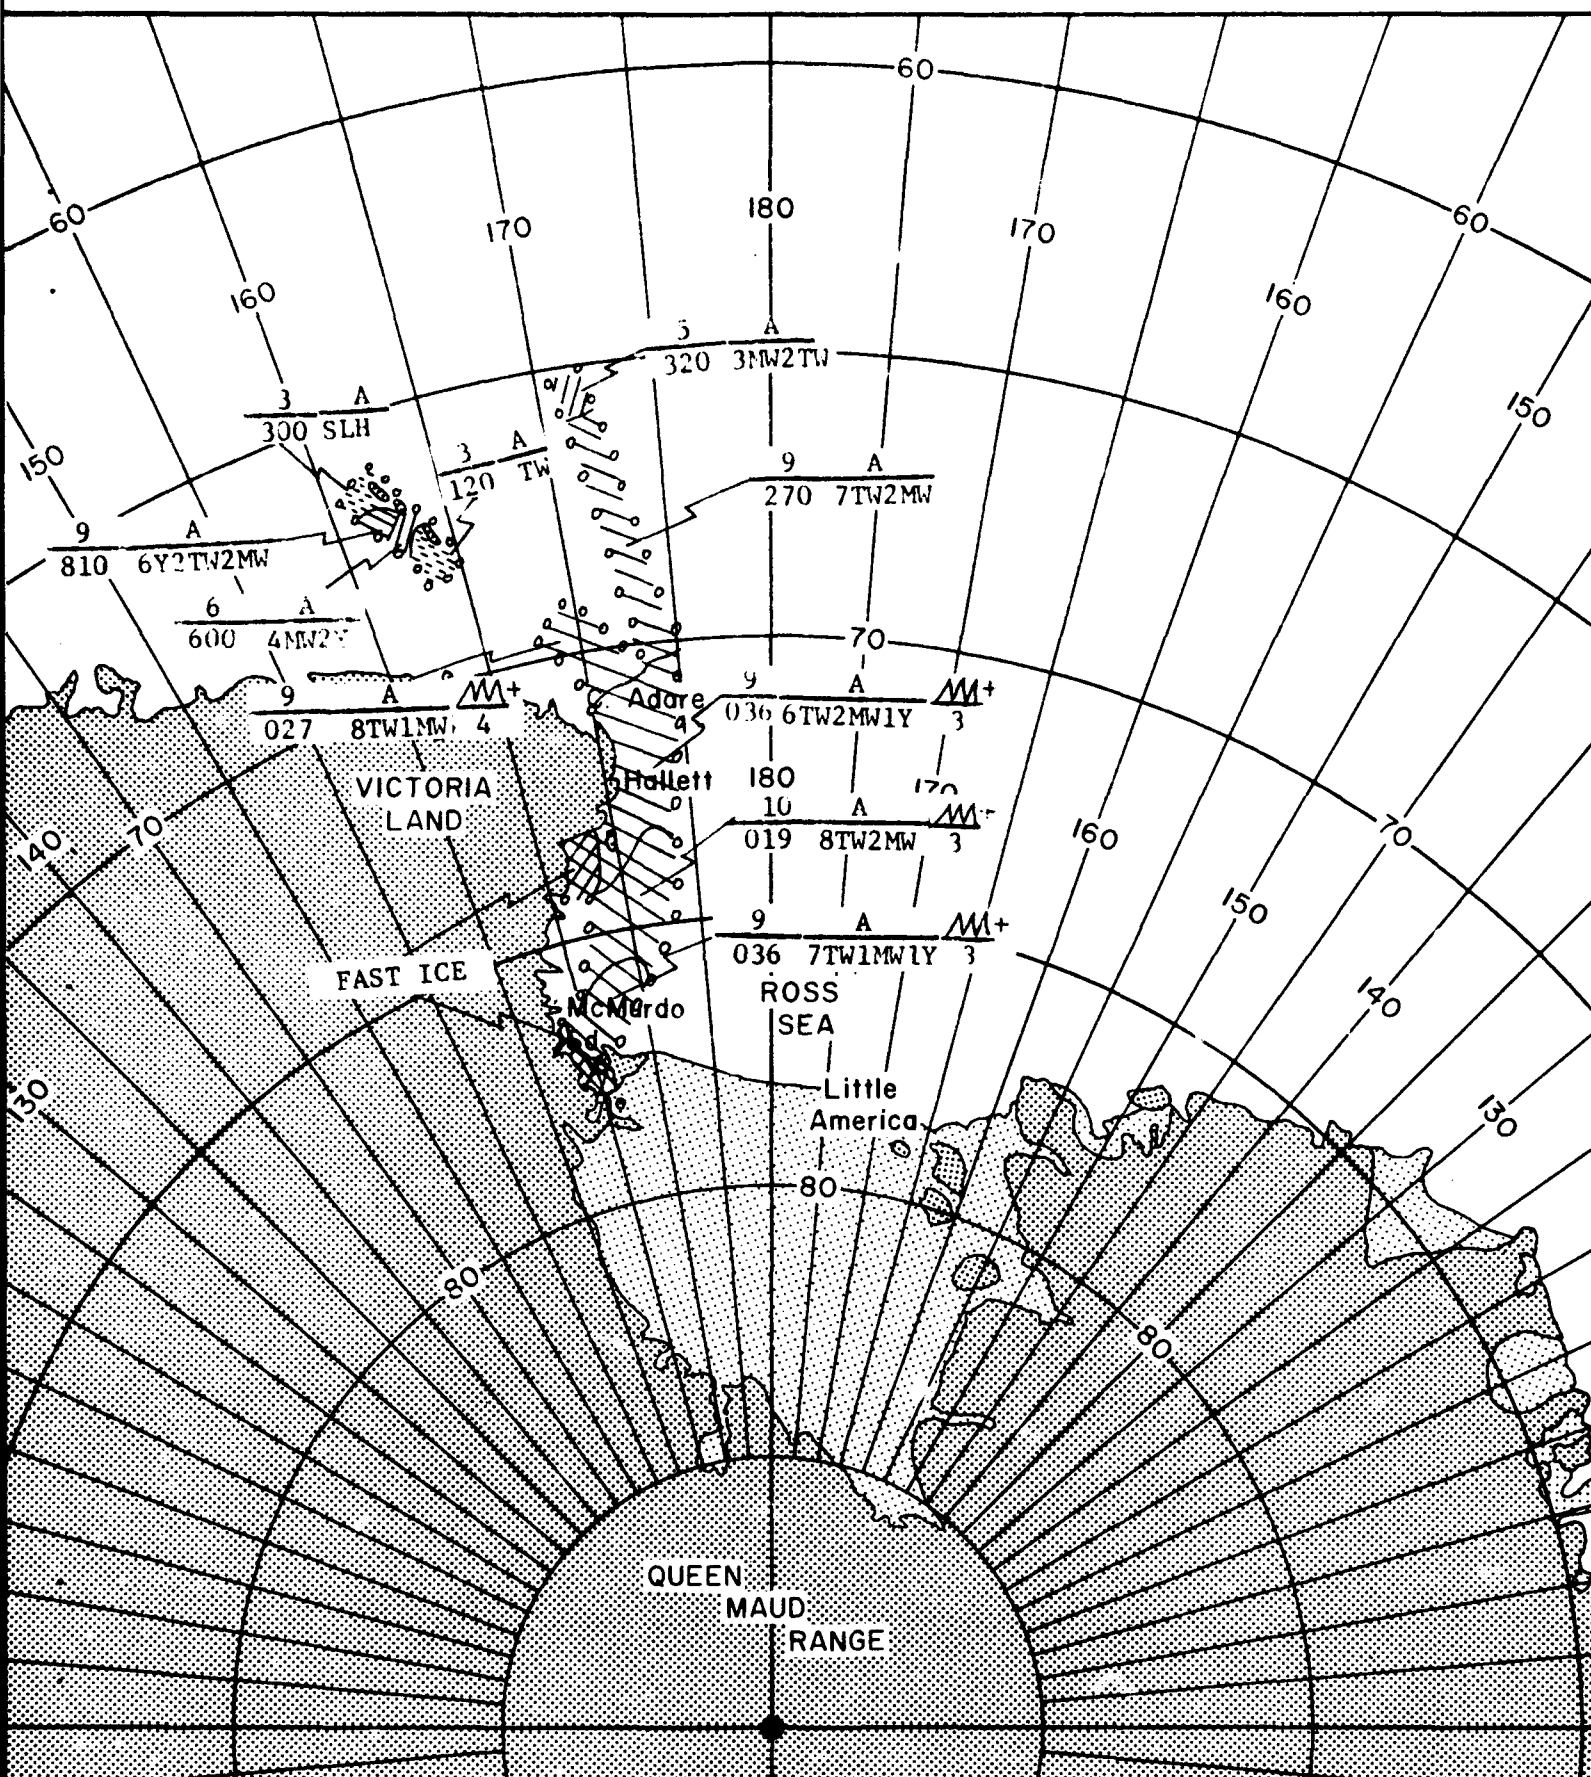 60
60
180
60
170
170
160
160
5 A
320 3MW2TW
3 A
300 SLH
150
150
3 A
120 TW
9 A
270 7TW2MW
9 A
810 6Y2TW2MW
6 A
600 4MW2Y
70
9 A +
027 8TW1MW 4
Adare
9 A +
036 6TW2MW1Y 3
Hallett
180
170
VICTORIA
LAND
10 A
019 8TW2MW 3
70
70
140
160
150
9 A +
036 7TW1MW1Y 3
FAST ICE
140
ROSS
SEA
McMurdo
130
Little
America
130
80
80
80
QUEEN
MAUD
RANGE